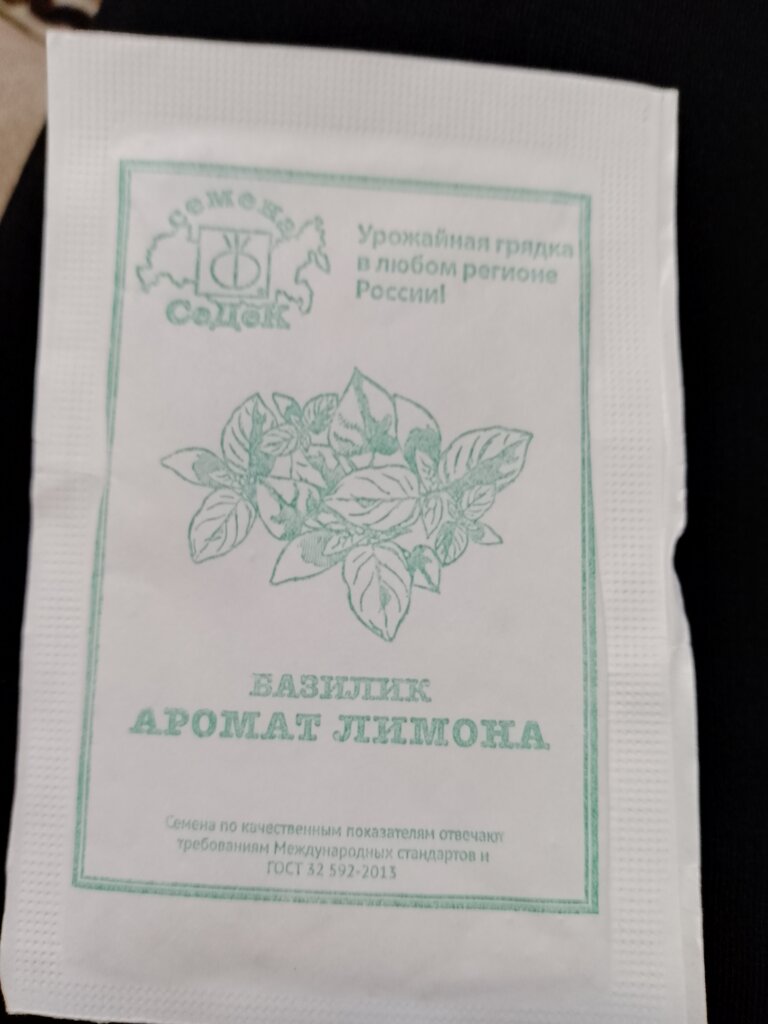 семена
СеДеК
Урожайная грядка
в любом регионе
России!
БАЗИЛИК
АРОМАТ ЛИМОНА
Семена по качественным показателям отвечают
требованиям Международных стандартов и
ГОСТ 32 592-2013